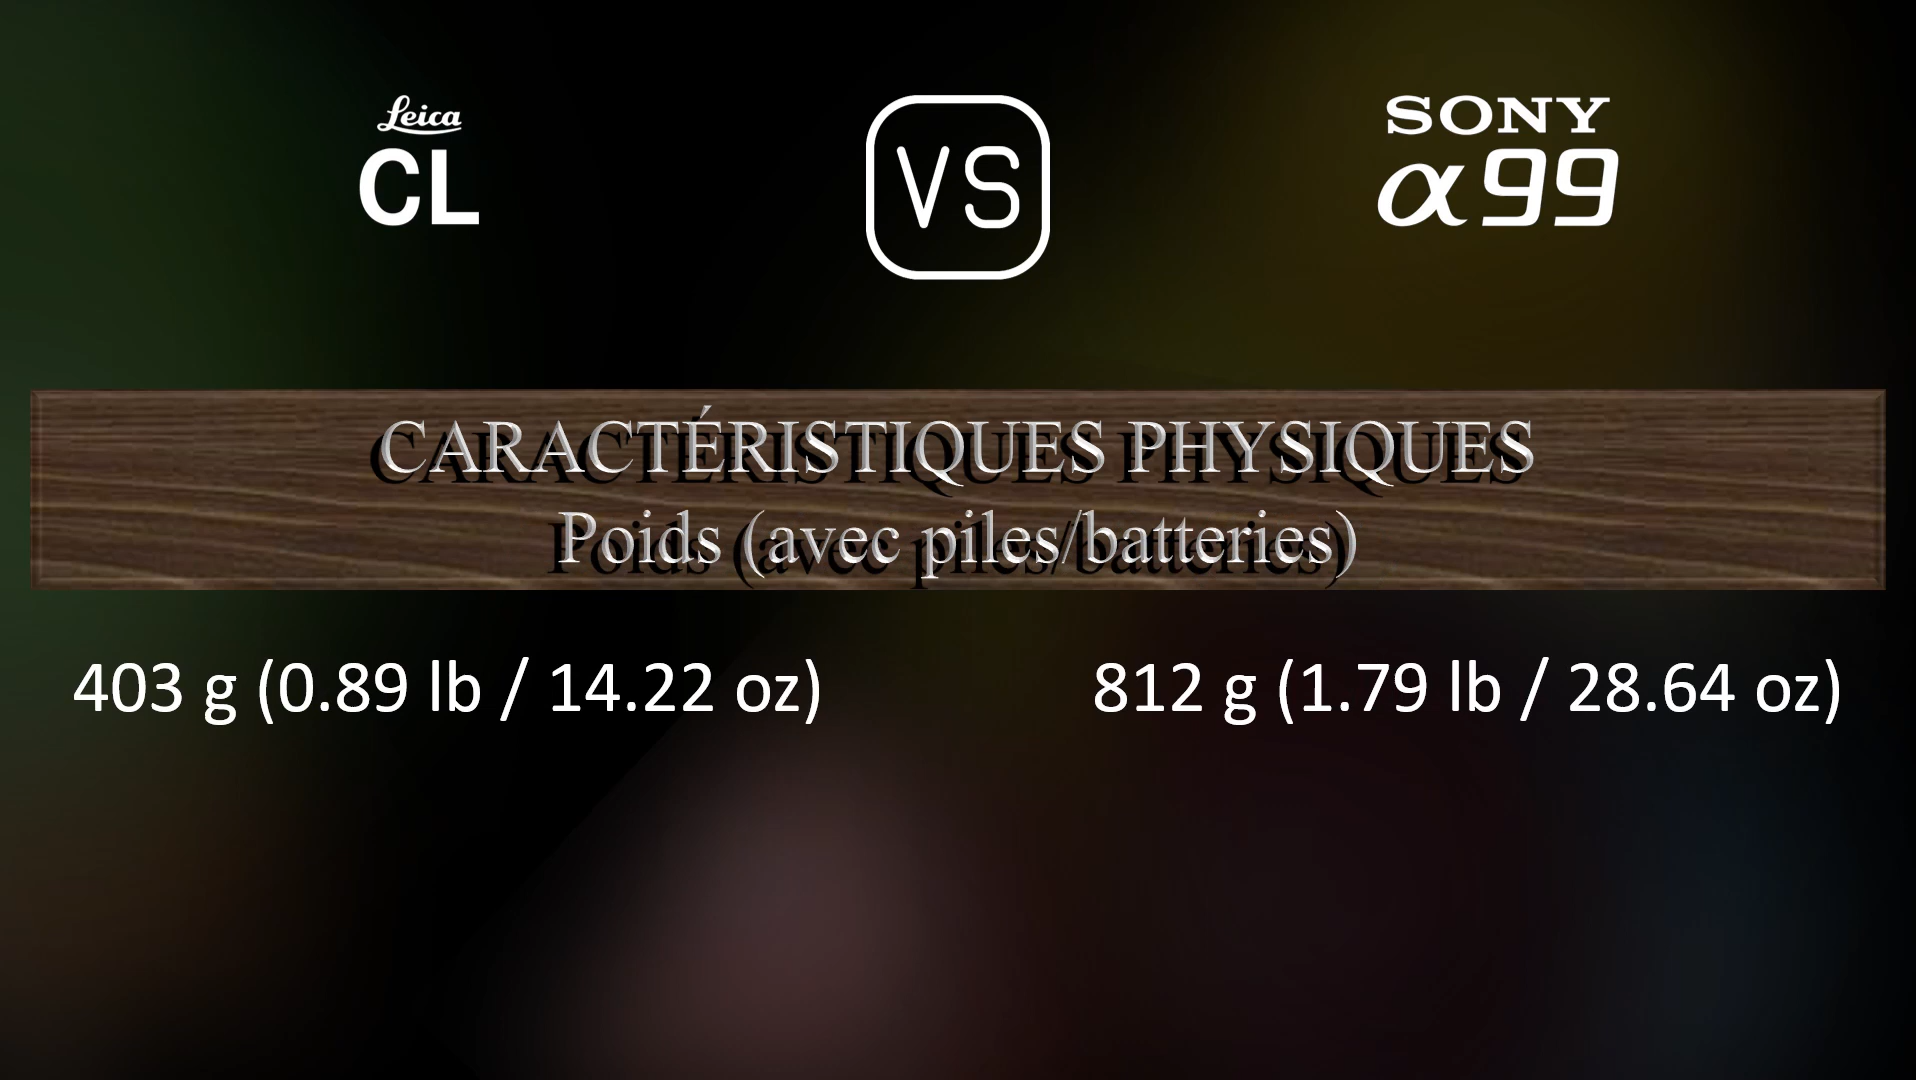 Leica
CL
VS
SONY
α99
CARACTÉRISTIQUES PHYSIQUES
Poids (avec piles/batteries)
403 g (0.89 lb / 14.22 oz)
812 g (1.79 lb / 28.64 oz)